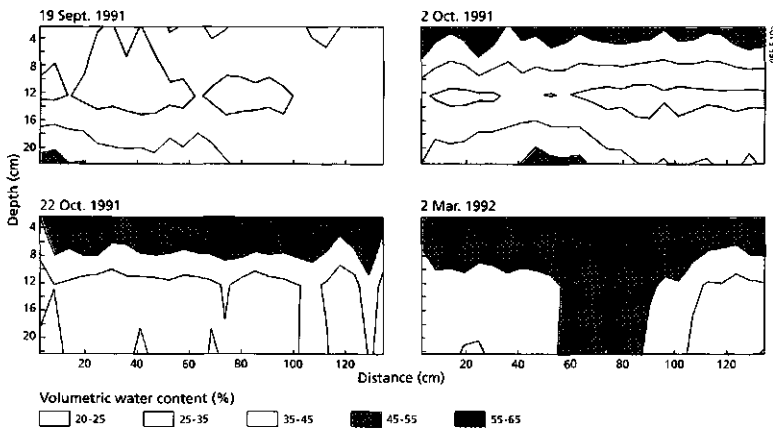 19 Sept. 1991
2 Oct. 1991
4
8
12
16
20
22 Oct. 1991
2 Mar. 1992
4
8
12
16
20
Depth (cm)
20 40 60 80 100 120
20 40 60 80 100 120
Distance (cm)
Volumetric water content (%)
20-25 25-35 35-45 45-55 55-65